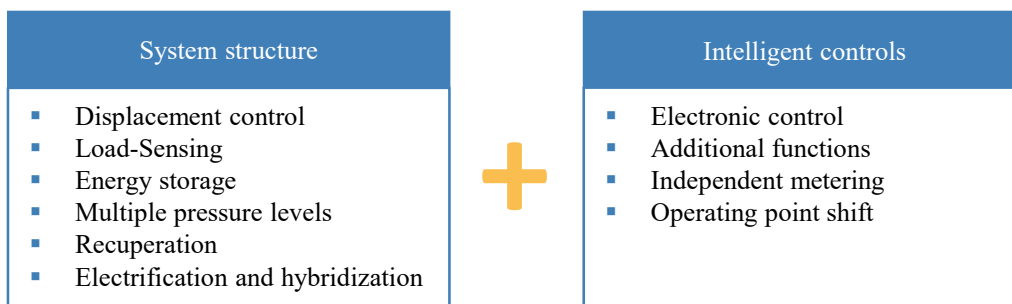 System structure
Displacement control
Load-Sensing
Energy storage
Multiple pressure levels
Recuperation
Electrification and hybridization
Intelligent controls
Electronic control
Additional functions
Independent metering
Operating point shift